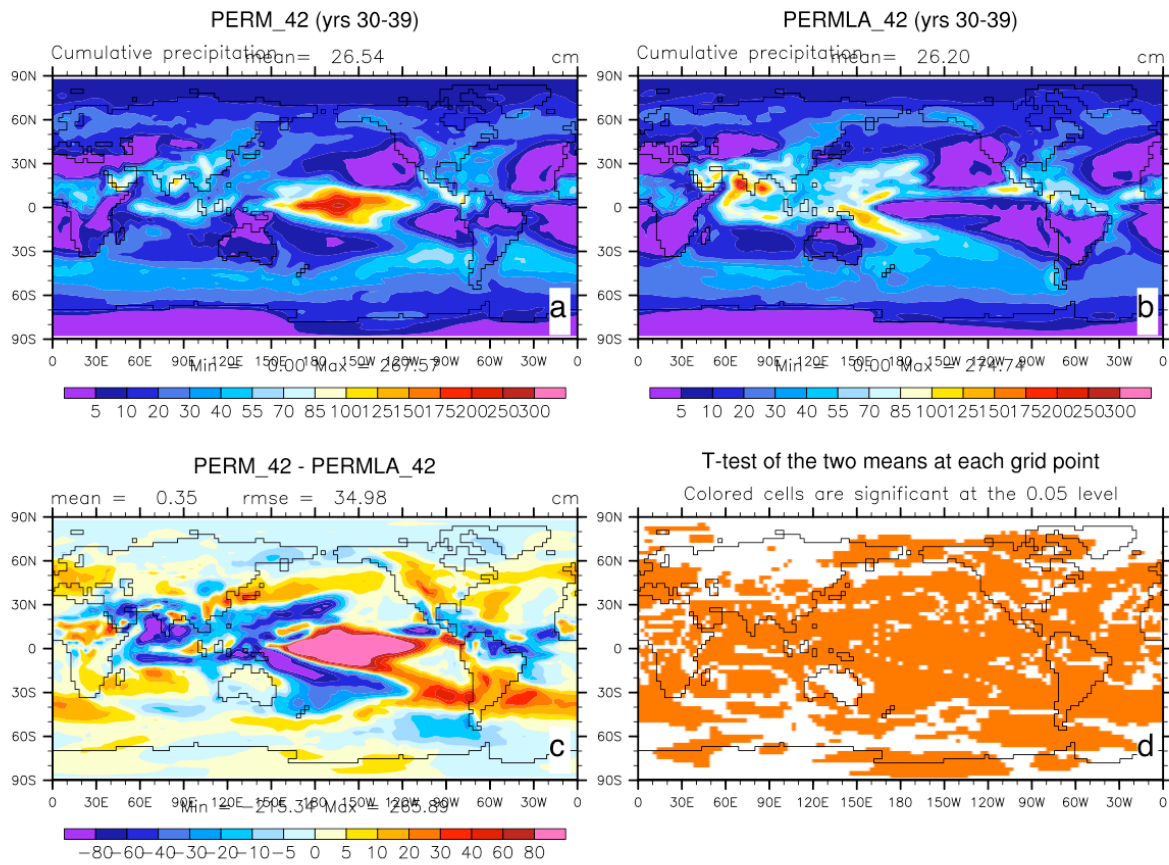 PERM_42 (yrs 30-39)
Cumulative precipitation mean= 26.54 cm
90N
60N
30N
0
30S
60S
90S
a
0 30E 60E 90E 120E 150E 180 150W 120W 90W 60W 30W 0
Min = 0.00 Max = 267.57
5 10 20 30 40 55 70 85 100 125 150 175 200 250 300
PERMLA_42 (yrs 30-39)
Cumulative precipitation mean= 26.20 cm
90N
60N
30N
0
30S
60S
90S
b
0 30E 60E 90E 120E 150E 180 150W 120W 90W 60W 30W 0
Min = 0.00 Max = 274.74
5 10 20 30 40 55 70 85 100 125 150 175 200 250 300
PERM_42 - PERMLA_42
mean = 0.35 rmse = 34.98 cm
90N
60N
30N
0
30S
60S
90S
c
0 30E 60E 90E 120E 150E 180 150W 120W 90W 60W 30W 0
Min = -215.34 Max = 265.89
-80 -60 -40 -20 -10 -5 0 5 10 20 30 40 60 80
T-test of the two means at each grid point
Colored cells are significant at the 0.05 level
90N
60N
30N
0
30S
60S
90S
d
0 30E 60E 90E 120E 150E 180 150W 120W 90W 60W 30W 0